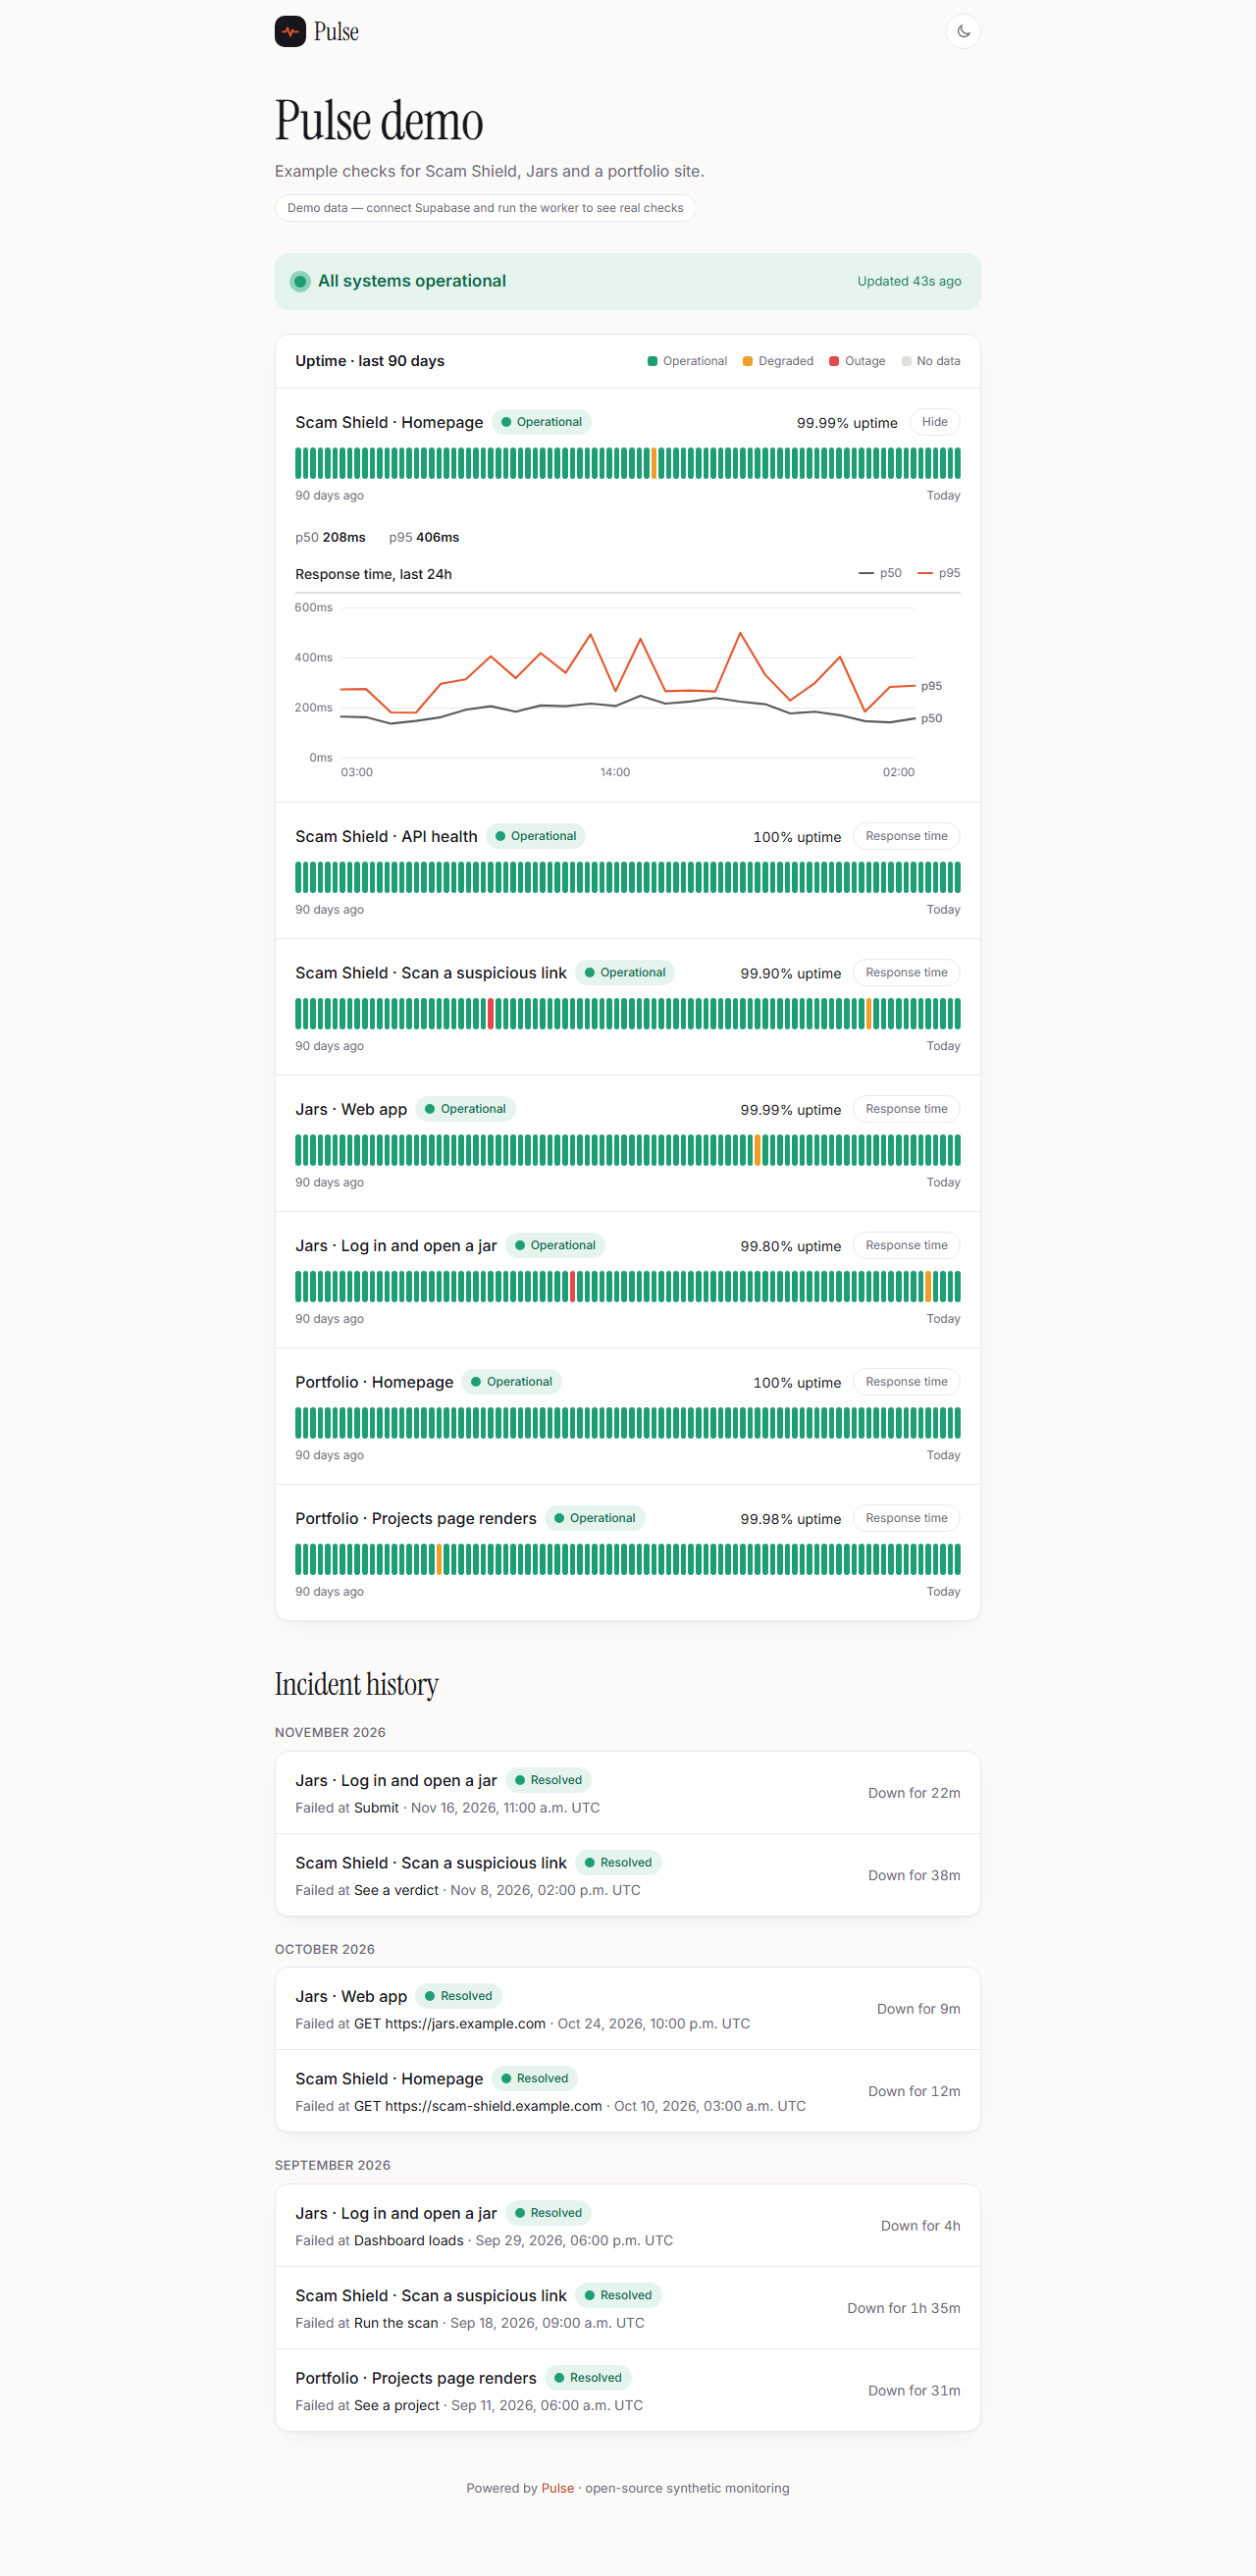 Pulse
Pulse demo
Example checks for Scam Shield, Jars and a portfolio site.
Demo data — connect Supabase and run the worker to see real checks
All systems operational Updated 43s ago
Uptime · last 90 days Operational Degraded Outage No data
Scam Shield · Homepage Operational 99.99% uptime Hide
90 days ago Today
p50 208ms p95 406ms
Response time, last 24h p50 p95
600ms
400ms
p95
200ms
p50
0ms
03:00 14:00 02:00
Scam Shield · API health Operational 100% uptime Response time
90 days ago Today
Scam Shield · Scan a suspicious link Operational 99.90% uptime Response time
90 days ago Today
Jars · Web app Operational 99.99% uptime Response time
90 days ago Today
Jars · Log in and open a jar Operational 99.80% uptime Response time
90 days ago Today
Portfolio · Homepage Operational 100% uptime Response time
90 days ago Today
Portfolio · Projects page renders Operational 99.98% uptime Response time
90 days ago Today
Incident history
NOVEMBER 2026
Jars · Log in and open a jar Resolved
Down for 22m
Failed at Submit · Nov 16, 2026, 11:00 a.m. UTC
Scam Shield · Scan a suspicious link Resolved
Down for 38m
Failed at See a verdict · Nov 8, 2026, 02:00 p.m. UTC
OCTOBER 2026
Jars · Web app Resolved
Down for 9m
Failed at GET https://jars.example.com · Oct 24, 2026, 10:00 p.m. UTC
Scam Shield · Homepage Resolved
Down for 12m
Failed at GET https://scam-shield.example.com · Oct 10, 2026, 03:00 a.m. UTC
SEPTEMBER 2026
Jars · Log in and open a jar Resolved
Down for 4h
Failed at Dashboard loads · Sep 29, 2026, 06:00 p.m. UTC
Scam Shield · Scan a suspicious link Resolved
Down for 1h 35m
Failed at Run the scan · Sep 18, 2026, 09:00 a.m. UTC
Portfolio · Projects page renders Resolved
Down for 31m
Failed at See a project · Sep 11, 2026, 06:00 a.m. UTC
Powered by Pulse · open-source synthetic monitoring